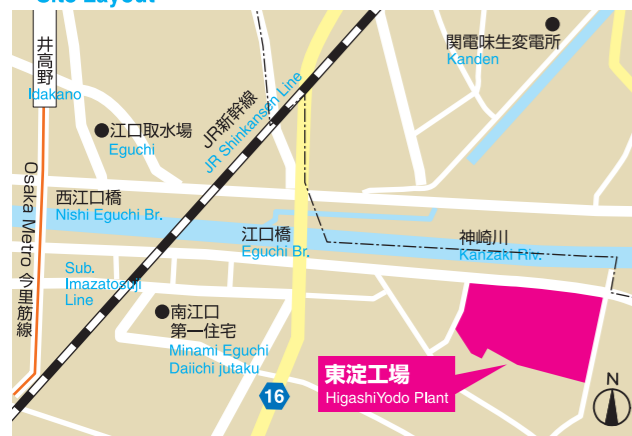 Site Layout
井高野
Idakano
関電味生変電所
Kanden
江口取水場
Eguchi
JR新幹線
JR Shinkansen Line
西江口橋
Nishi Eguchi Br.
江口橋
Eguchi Br.
神崎川
Kanzaki Riv.
Osaka Metro 今里筋線
Sub.
Imazatosuji
Line
南江口
第一住宅
Minami Eguchi
Daiichi jutaku
16
東淀工場
HigashiYodo Plant
N